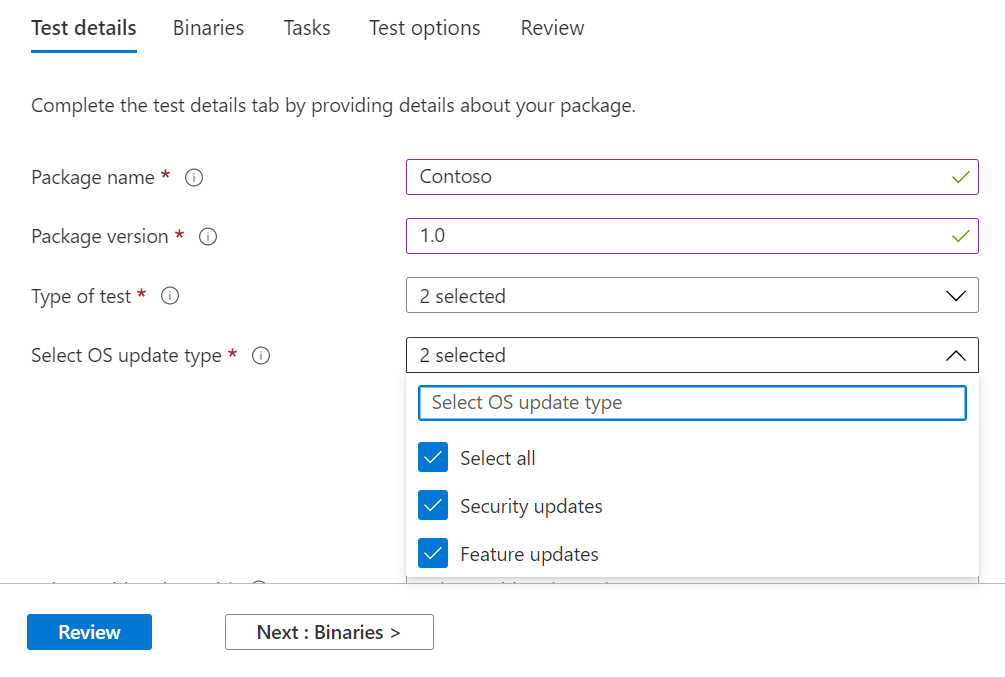 Test details Binaries Tasks Test options Review
Complete the test details tab by providing details about your package.
Package name * Contoso
Package version * 1.0
Type of test * 2 selected
Select OS update type * 2 selected
Select OS update type
Select all
Security updates
Feature updates
Review Next : Binaries >